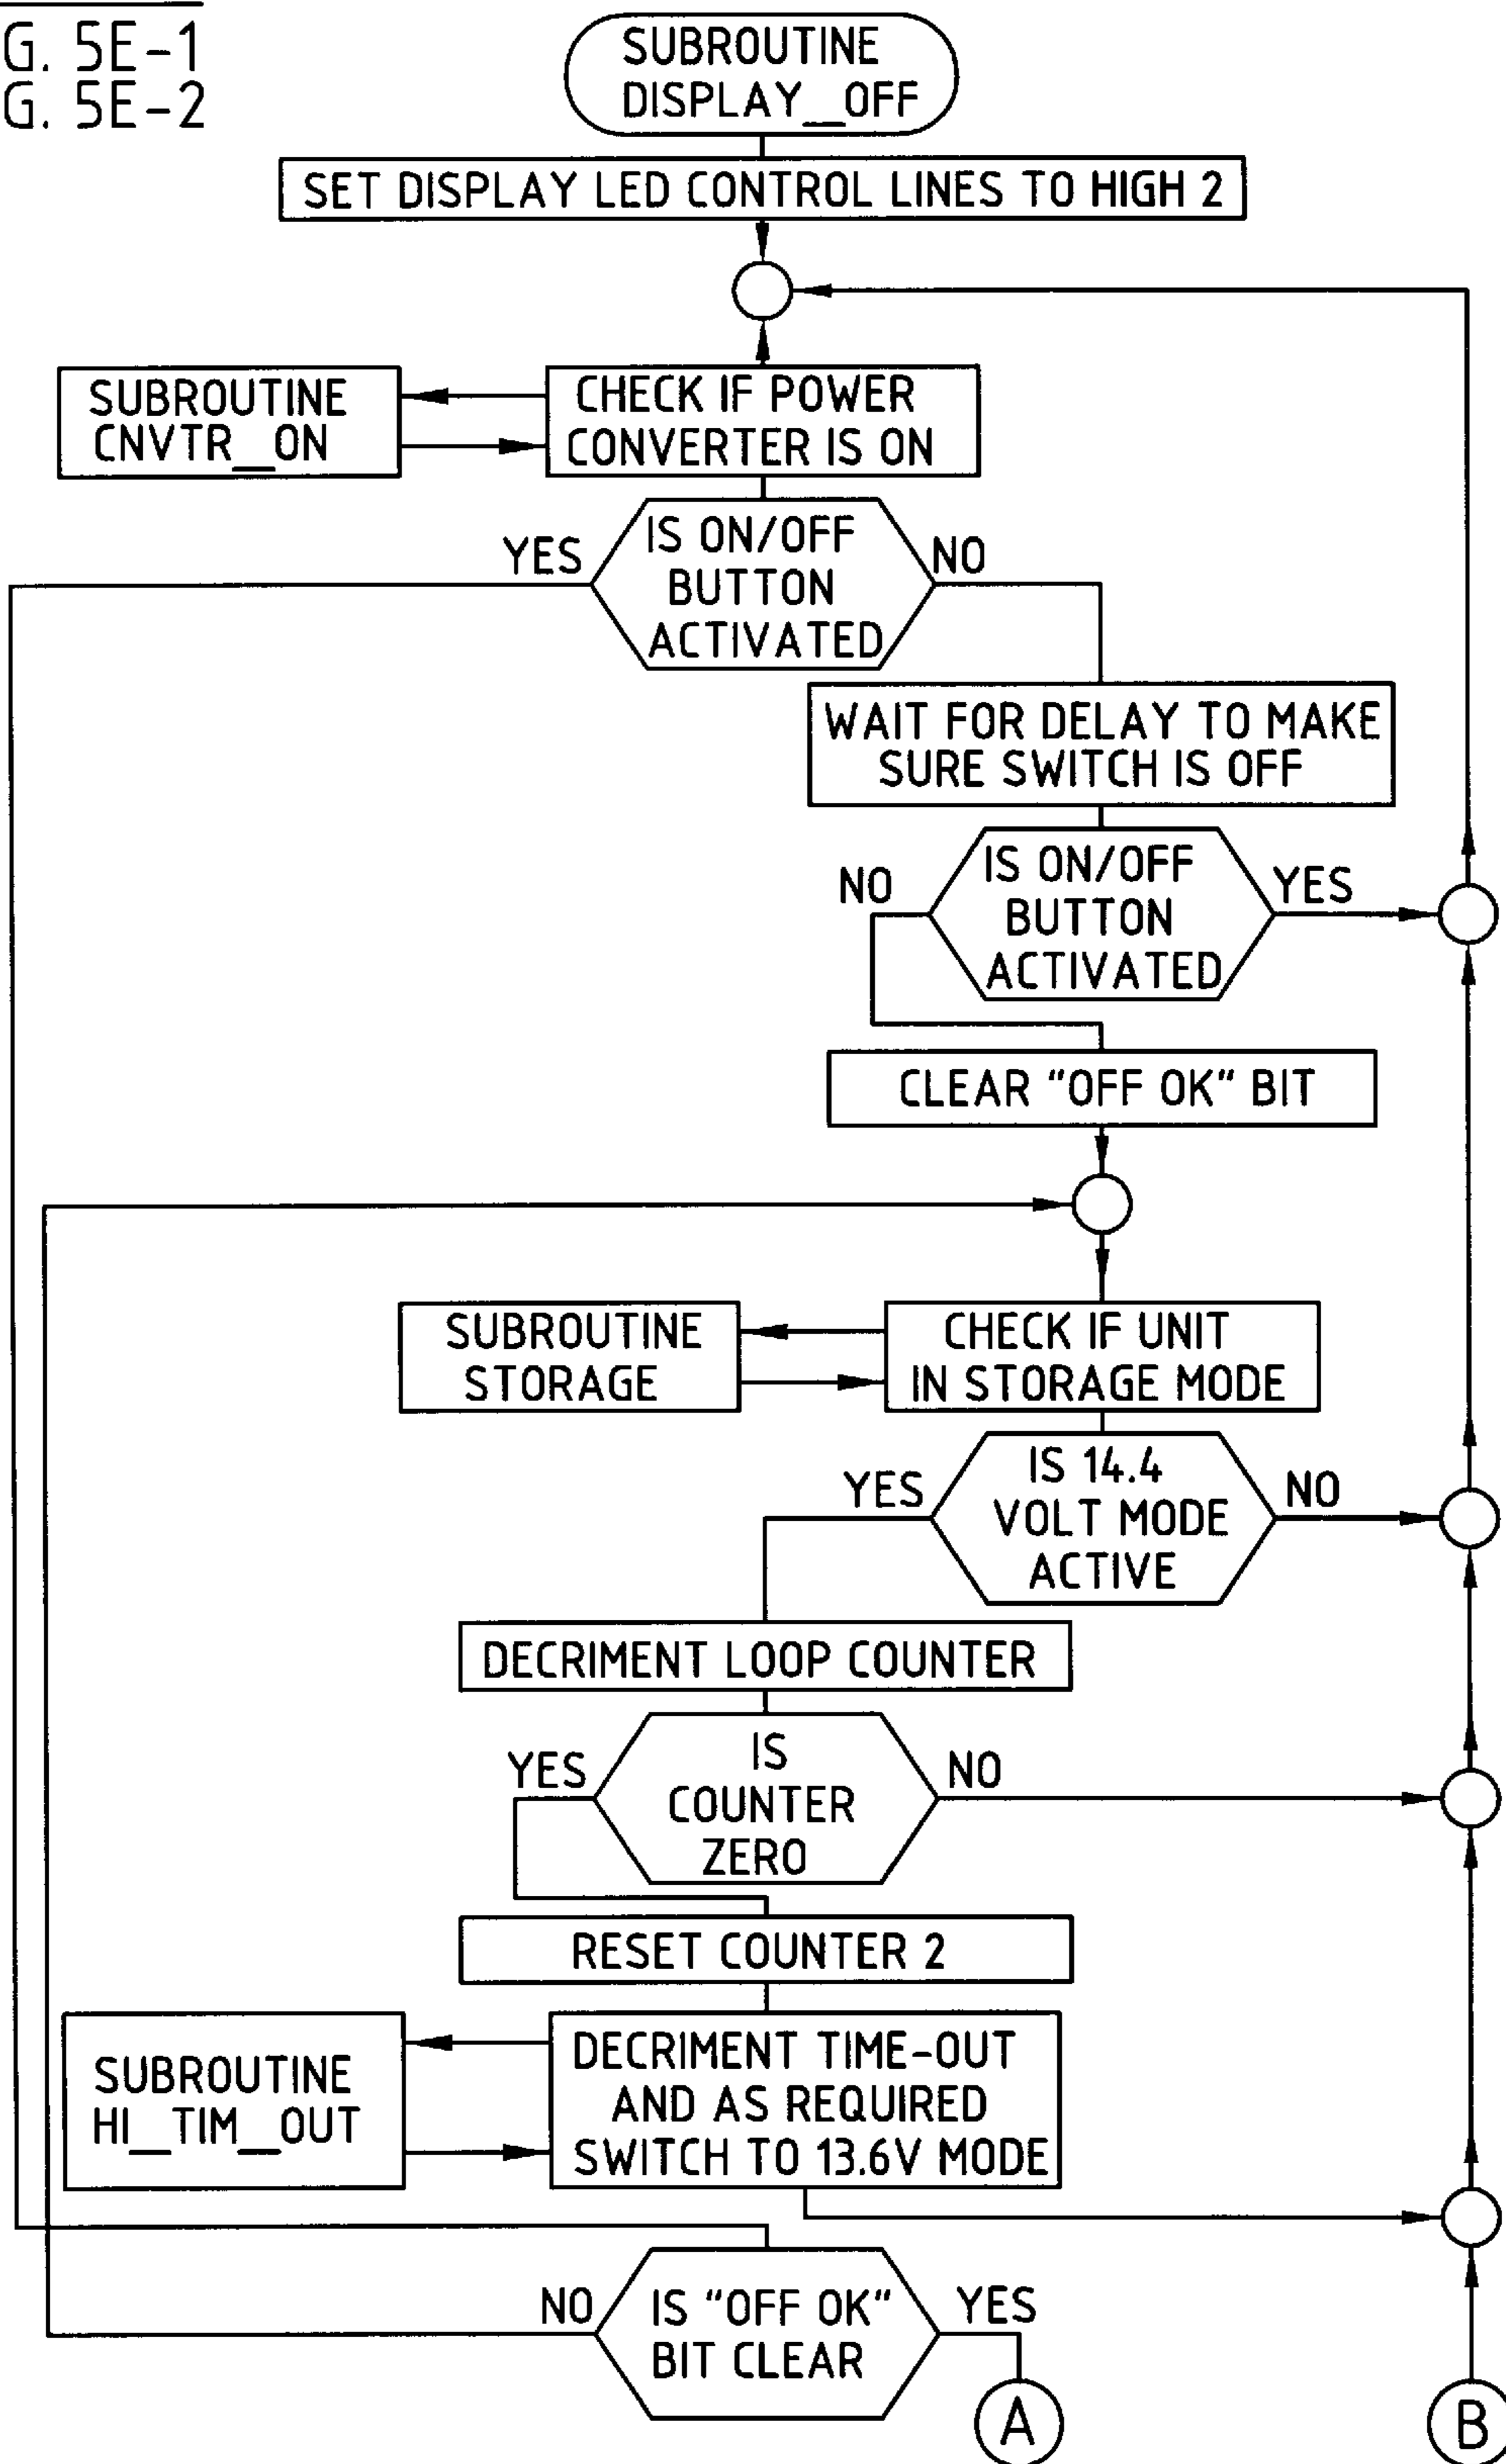 G. 5E-1
G. 5E-2
SUBROUTINE
DISPLAY__OFF
SET DISPLAY LED CONTROL LINES TO HIGH 2
SUBROUTINE
CNVTR__ON
CHECK IF POWER
CONVERTER IS ON
YES
IS ON/OFF
BUTTON
ACTIVATED
NO
WAIT FOR DELAY TO MAKE
SURE SWITCH IS OFF
NO
IS ON/OFF
BUTTON
ACTIVATED
YES
CLEAR "OFF OK" BIT
SUBROUTINE
STORAGE
CHECK IF UNIT
IN STORAGE MODE
YES
IS 14.4
VOLT MODE
ACTIVE
NO
DECRIMENT LOOP COUNTER
YES
IS
COUNTER
ZERO
NO
RESET COUNTER 2
SUBROUTINE
HI__TIM__OUT
DECRIMENT TIME-OUT
AND AS REQUIRED
SWITCH TO 13.6V MODE
NO
IS "OFF OK"
BIT CLEAR
YES
A
B